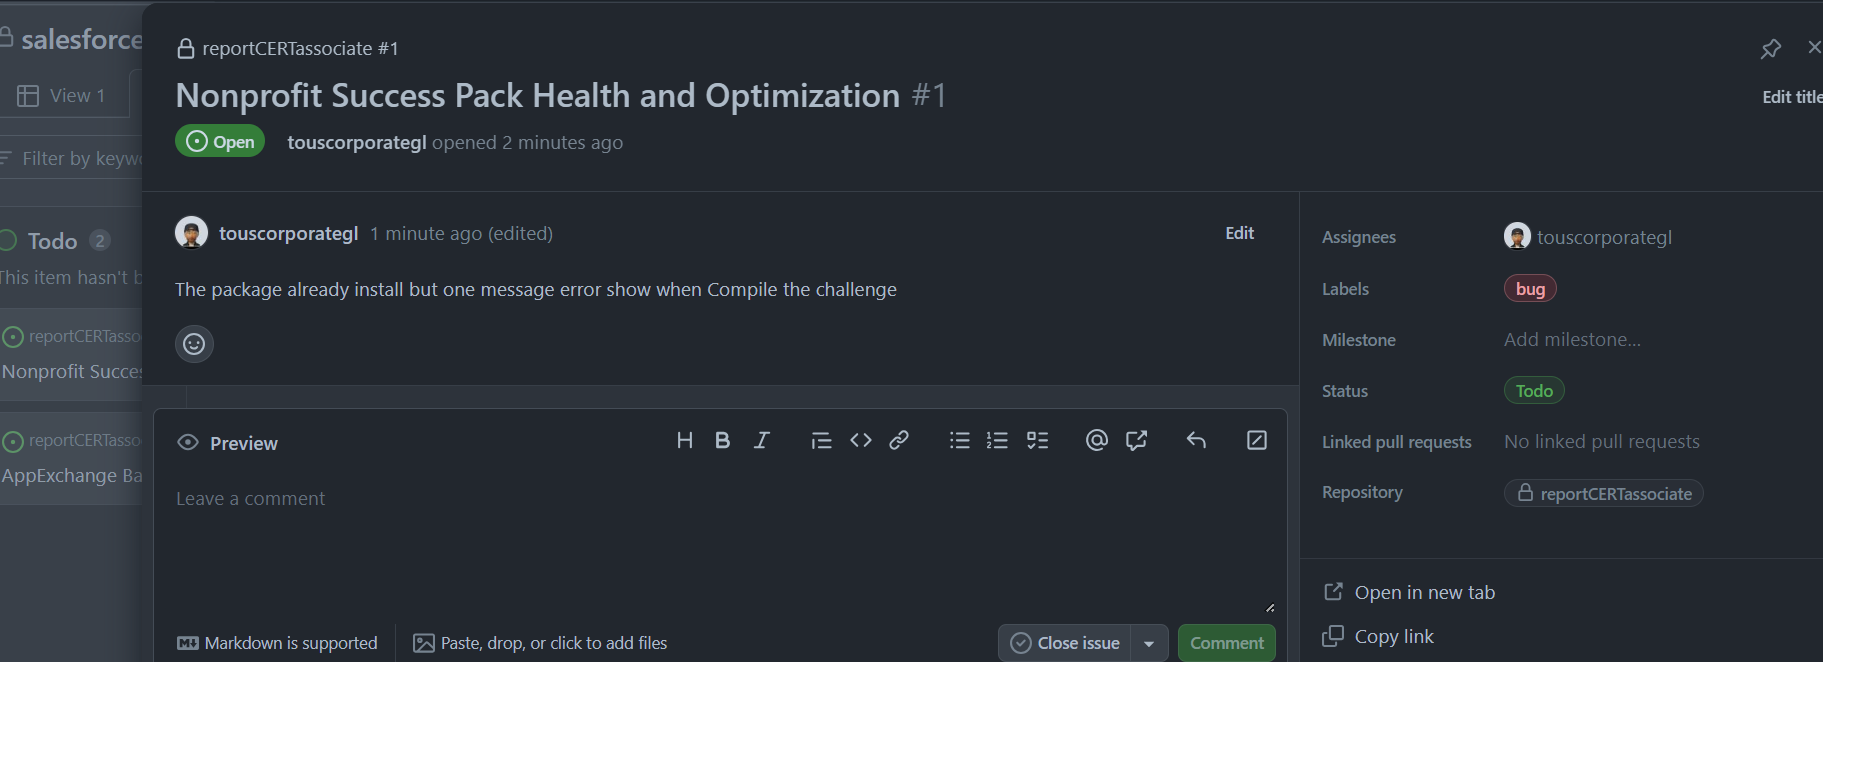 salesforce
View 1
Filter by keyw
Todo 2
This item hasn't b
reportCERTasso
Nonprofit Succes
reportCERTasso
AppExchange Ba
reportCERTassociate #1
Nonprofit Success Pack Health and Optimization #1
Edit title
Open
touscorporategl opened 2 minutes ago
touscorporategl 1 minute ago (edited)
Edit
The package already install but one message error show when Compile the challenge
Preview
H B I
Leave a comment
Markdown is supported
Paste, drop, or click to add files
Close issue
Comment
Assignees
touscorporategl
Labels
bug
Milestone
Add milestone...
Status
Todo
Linked pull requests
No linked pull requests
Repository
reportCERTassociate
Open in new tab
Copy link